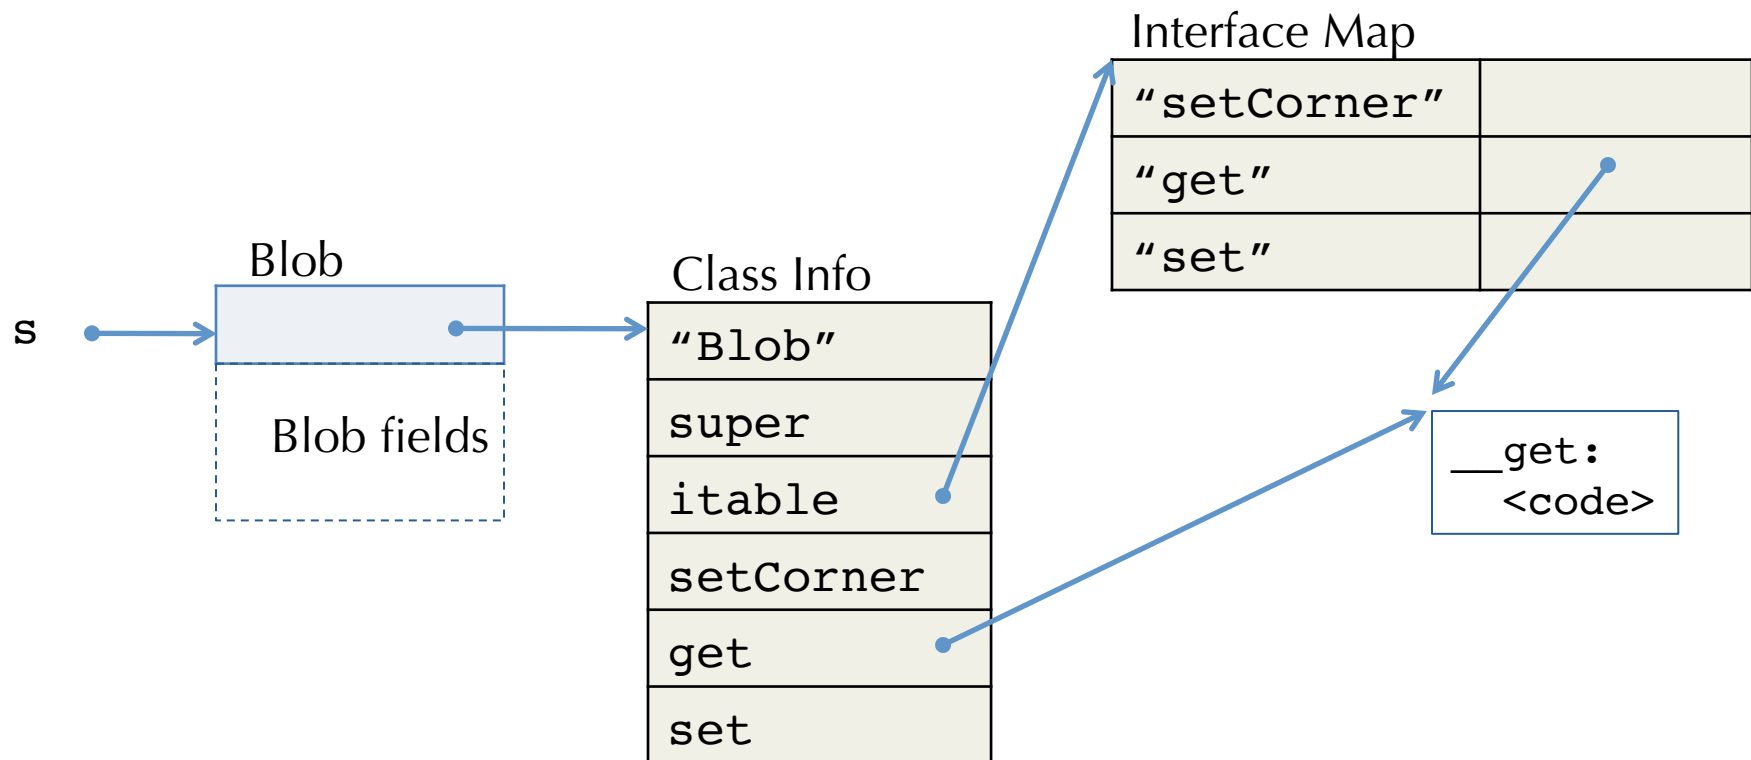 Interface Map
“setCorner”
“get”
“set”
Blob
s
Blob fields
Class Info
“Blob”
super
itable
setCorner
get
set
__get:
<code>